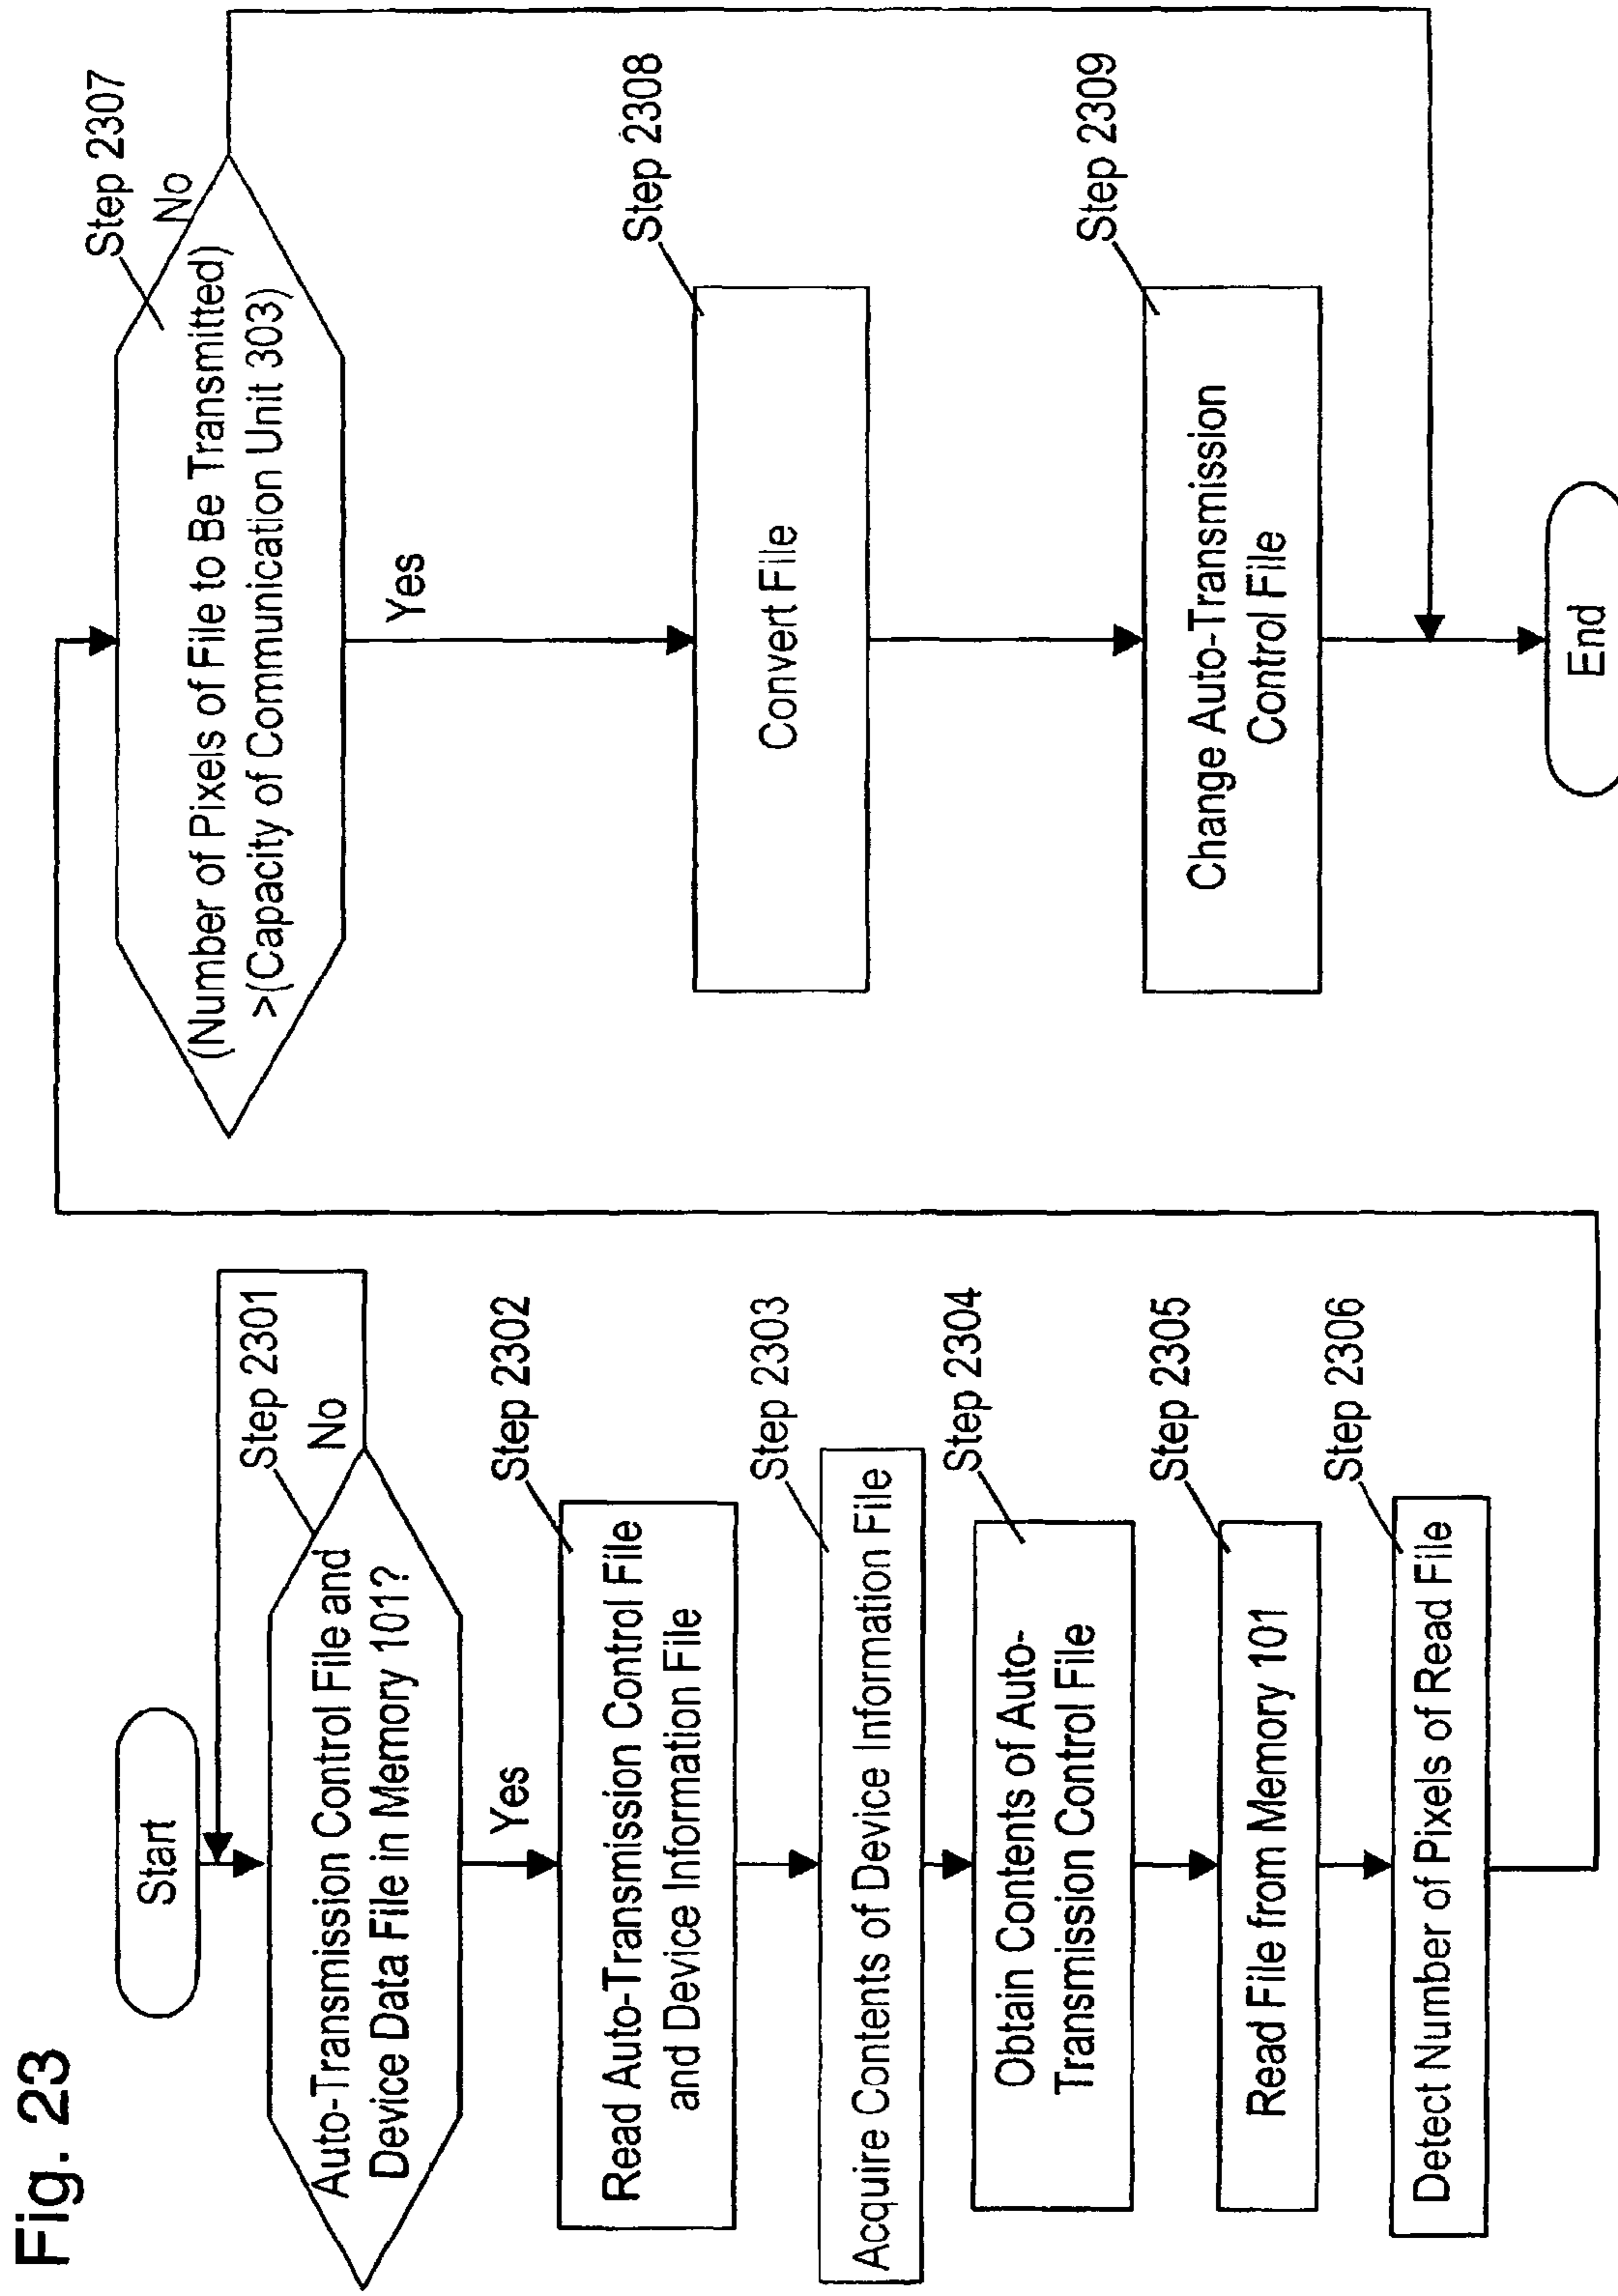 Fig. 23
Start
Step 2301
Auto-Transmission Control File and
Device Data File in Memory 101?
No
Yes
Step 2302
Read Auto-Transmission Control File
and Device Information File
Step 2303
Acquire Contents of Device Information File
Step 2304
Obtain Contents of Auto-
Transmission Control File
Step 2305
Read File from Memory 101
Step 2306
Detect Number of Pixels of Read File
Step 2307
(Number of Pixels of File to Be Transmitted)
>(Capacity of Communication Unit 303)
No
Yes
Step 2308
Convert File
Step 2309
Change Auto-Transmission
Control File
End